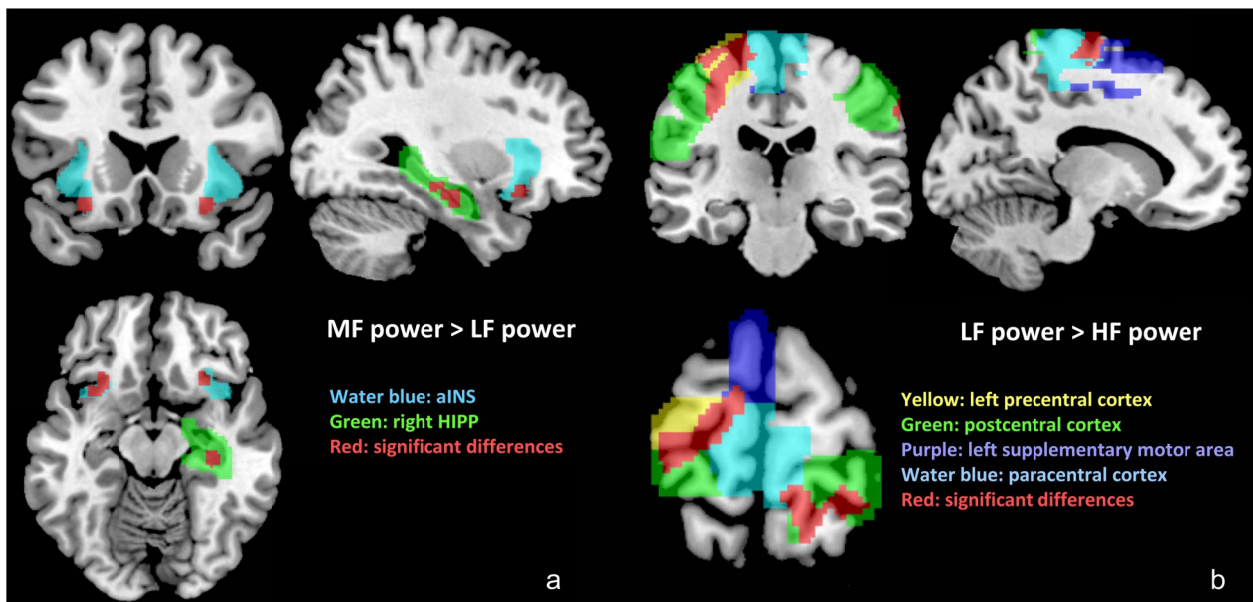 MF power > LF power
Water blue: aINS
Green: right HIPP
Red: significant differences
a
LF power > HF power
Yellow: left precentral cortex
Green: postcentral cortex
Purple: left supplementary motor area
Water blue: paracentral cortex
Red: significant differences
b